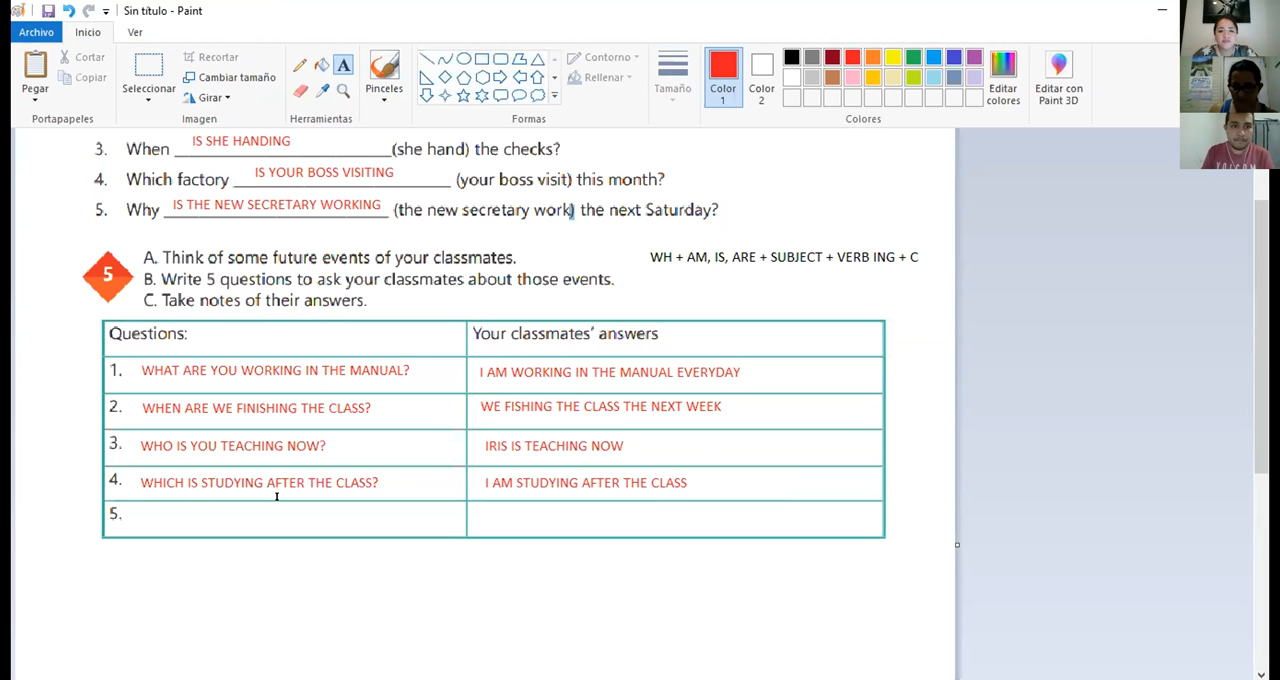 Sin título - Paint
Archivo Inicio Ver
Pegar
Cortar
Copiar
Portapapeles
Seleccionar
Recortar
Cambiar tamaño
Girar
Imagen
A
Herramientas
Pinceles
Contorno
Rellenar
Formas
Tamaño
Color 1
Color 2
Editar colores
Colores
Editar con Paint 3D
3. When IS SHE HANDING (she hand) the checks?
4. Which factory IS YOUR BOSS VISITING (your boss visit) this month?
5. Why IS THE NEW SECRETARY WORKING (the new secretary work) the next Saturday?
5
A. Think of some future events of your classmates.
WH + AM, IS, ARE + SUBJECT + VERB ING + C
B. Write 5 questions to ask your classmates about those events.
C. Take notes of their answers.
Questions: Your classmates' answers
1. WHAT ARE YOU WORKING IN THE MANUAL? I AM WORKING IN THE MANUAL EVERYDAY
2. WHEN ARE WE FINISHING THE CLASS? WE FISHING THE CLASS THE NEXT WEEK
3. WHO IS YOU TEACHING NOW? IRIS IS TEACHING NOW
4. WHICH IS STUDYING AFTER THE CLASS? I AM STUDYING AFTER THE CLASS
5.